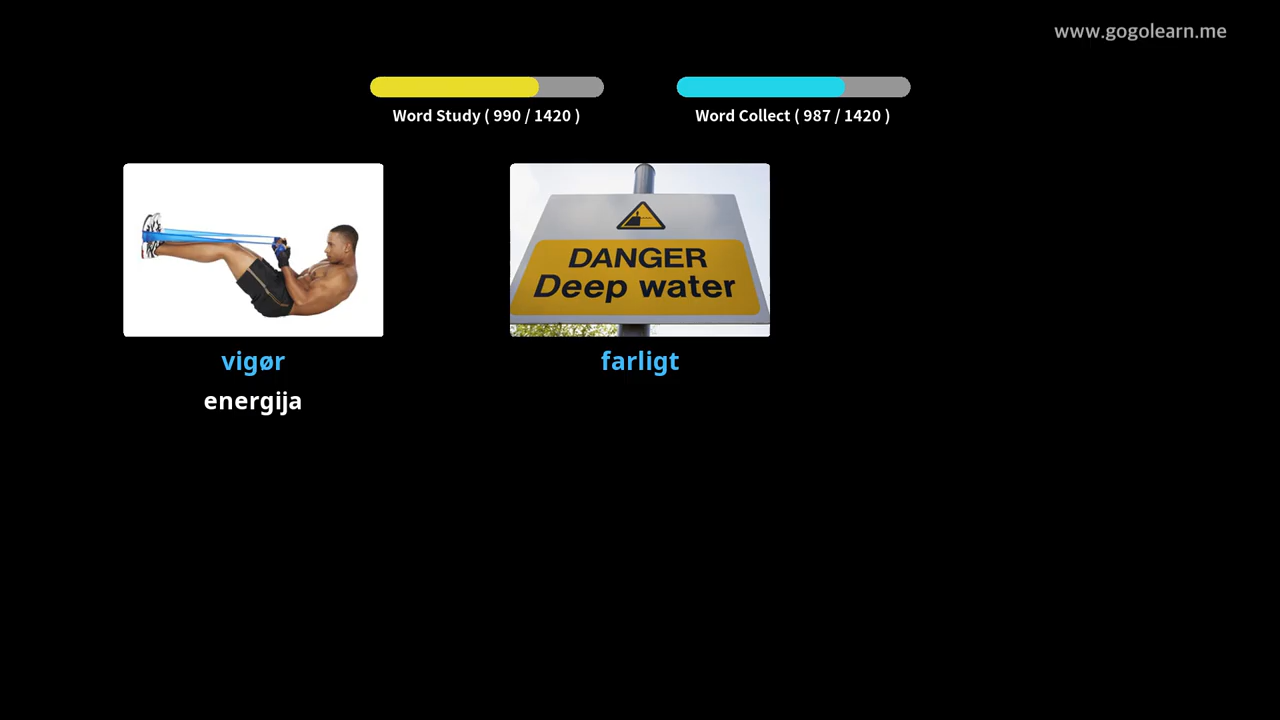 www.gogolearn.me
Word Study ( 990 / 1420 )
Word Collect ( 987 / 1420 )
DANGER
Deep water
vigør
farligt
energija